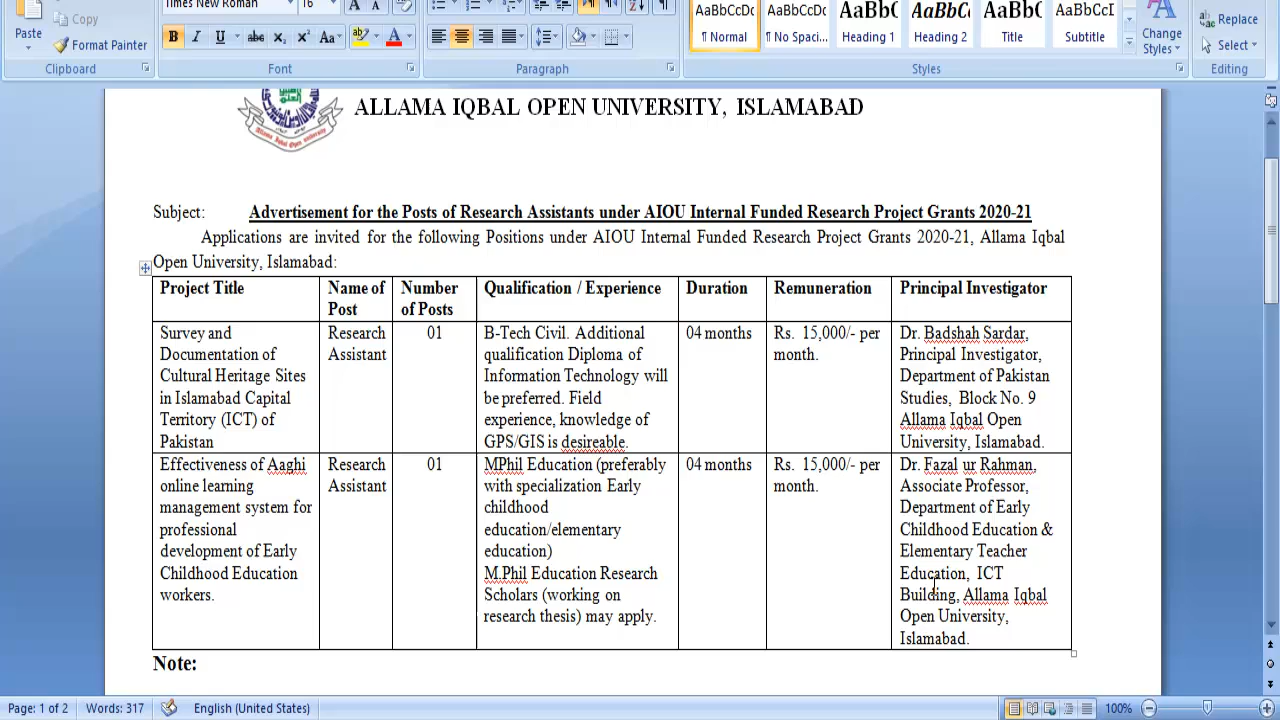 Times New Roman 16
Copy
Paste
Format Painter
B I U abc x₂ x² Aa ab A
AaBbCcDc AaBbCcDc AaBbC AaBbCc AaBbC AaBbCcI
¶ Normal ¶ No Spaci... Heading 1 Heading 2 Title Subtitle
Change Styles
Replace
Select
Clipboard Font Paragraph Styles Editing
Allama Iqbal Open university
ALLAMA IQBAL OPEN UNIVERSITY, ISLAMABAD
Subject: Advertisement for the Posts of Research Assistants under AIOU Internal Funded Research Project Grants 2020-21
Applications are invited for the following Positions under AIOU Internal Funded Research Project Grants 2020-21, Allama Iqbal
Open University, Islamabad:
Project Title
Name of
Post
Number
of Posts
Qualification / Experience
Duration
Remuneration
Principal Investigator
Survey and
Documentation of
Cultural Heritage Sites
in Islamabad Capital
Territory (ICT) of
Pakistan
Research
Assistant
01
B-Tech Civil. Additional
qualification Diploma of
Information Technology will
be preferred. Field
experience, knowledge of
GPS/GIS is desireable.
04 months
Rs. 15,000/- per
month.
Dr. Badshah Sardar,
Principal Investigator,
Department of Pakistan
Studies, Block No. 9
Allama Iqbal Open
University, Islamabad.
Effectiveness of Aaghi
online learning
management system for
professional
development of Early
Childhood Education
workers.
Research
Assistant
01
MPhil Education (preferably
with specialization Early
childhood
education/elementary
education)
M.Phil Education Research
Scholars (working on
research thesis) may apply.
04 months
Rs. 15,000/- per
month.
Dr. Fazal ur Rahman,
Associate Professor,
Department of Early
Childhood Education &
Elementary Teacher
Education, ICT
Building, Allama Iqbal
Open University,
Islamabad.
Note:
Page: 1 of 2 Words: 317 English (United States) 100%